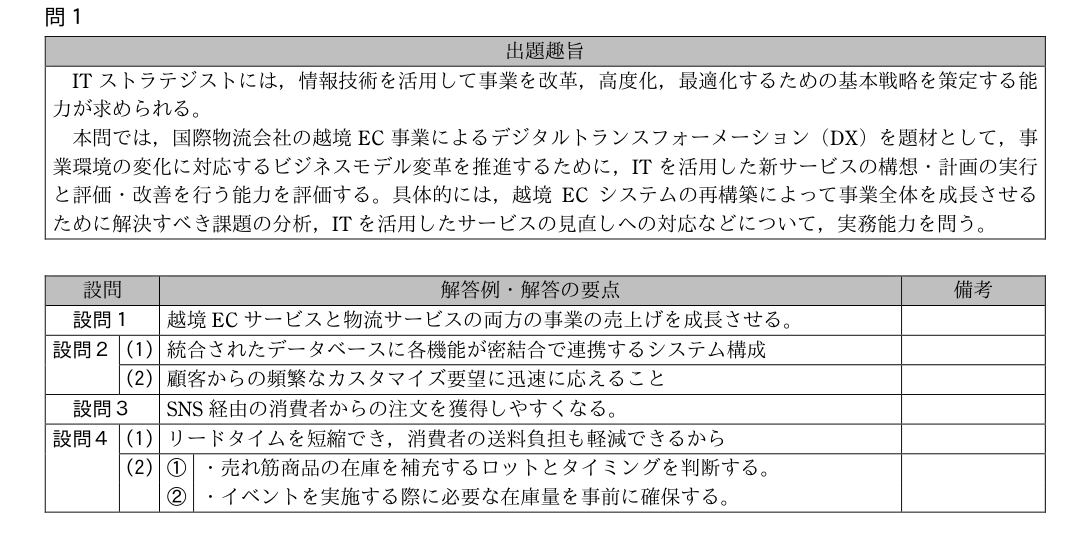 問1
出題趣旨
ITストラテジストには，情報技術を活用して事業を改革，高度化，最適化するための基本戦略を策定する能
力が求められる。
本問では，国際物流会社の越境EC事業によるデジタルトランスフォーメーション（DX）を題材として，事
業環境の変化に対応するビジネスモデル変革を推進するために，ITを活用した新サービスの構想・計画の実行
と評価・改善を行う能力を評価する。具体的には，越境 EC システムの再構築によって事業全体を成長させる
ために解決すべき課題の分析，ITを活用したサービスの見直しへの対応などについて，実務能力を問う。
設問 解答例・解答の要点 備考
設問1 越境ECサービスと物流サービスの両方の事業の売上げを成長させる。
設問2 (1) 統合されたデータベースに各機能が密結合で連携するシステム構成
(2) 顧客からの頻繁なカスタマイズ要望に迅速に応えること
設問3 SNS経由の消費者からの注文を獲得しやすくなる。
設問4 (1) リードタイムを短縮でき，消費者の送料負担も軽減できるから
(2) ① ・売れ筋商品の在庫を補充するロットとタイミングを判断する。
② ・イベントを実施する際に必要な在庫量を事前に確保する。